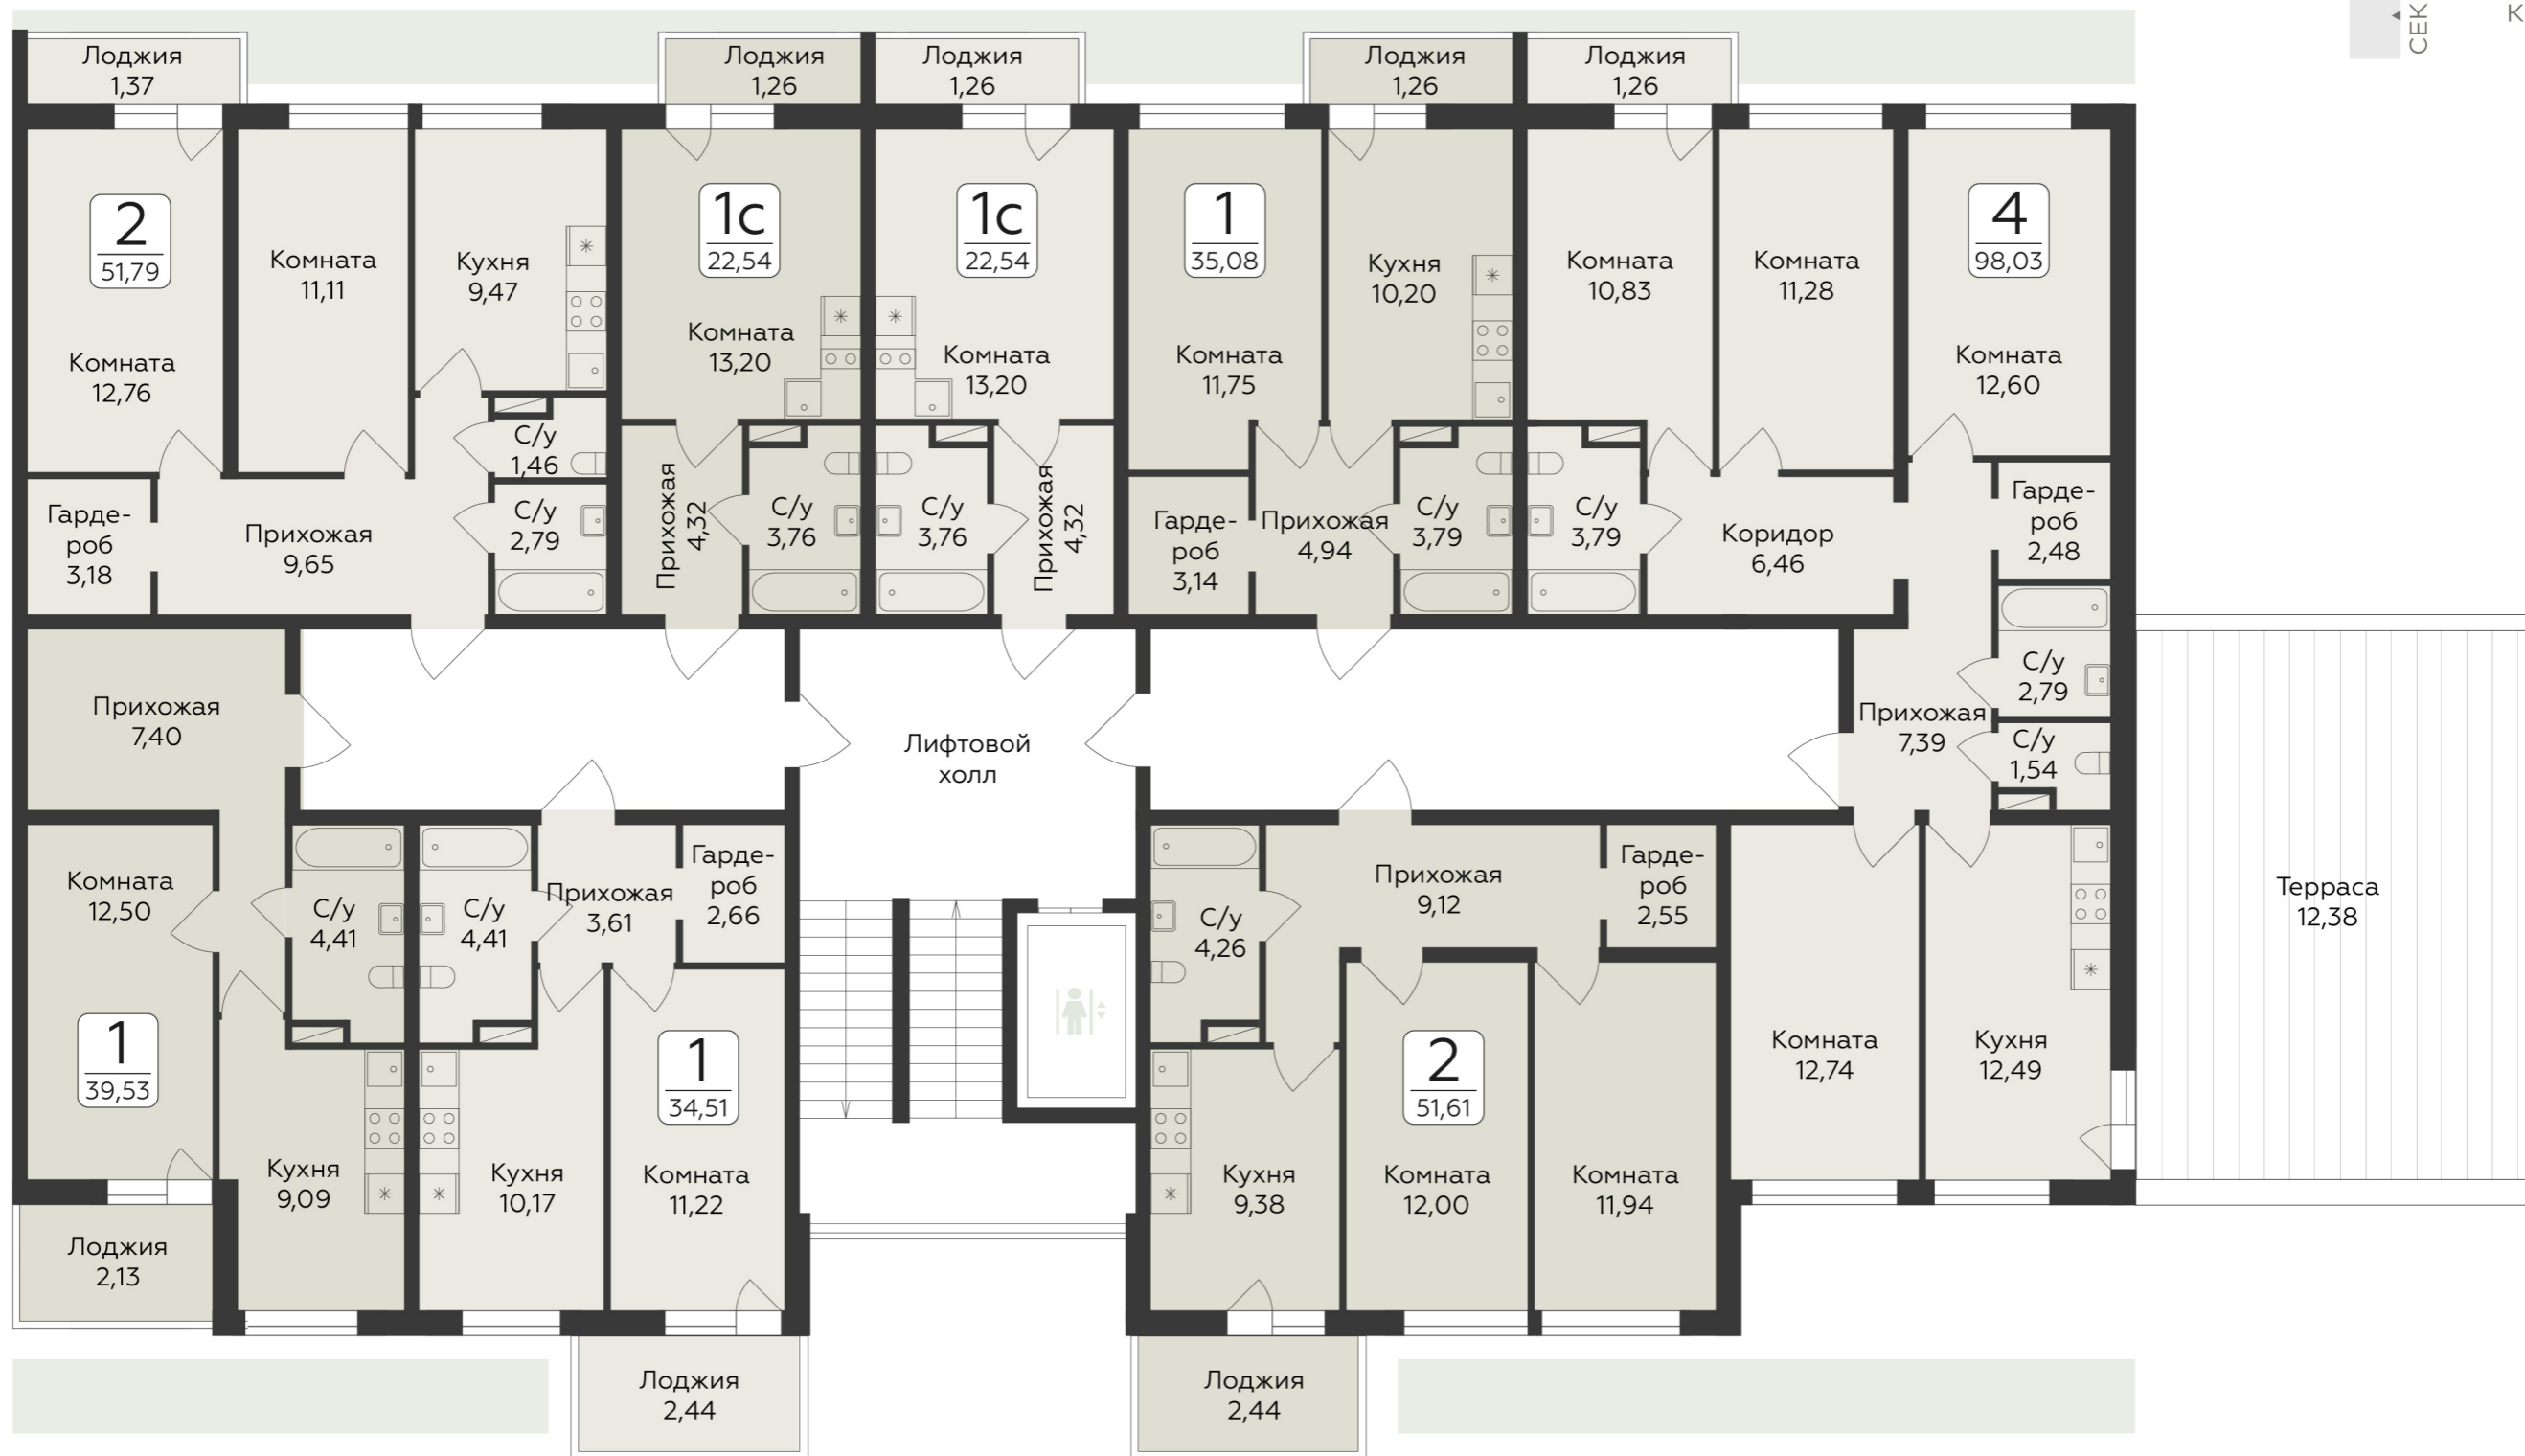 СЕК
К
Лоджия
1,37
Лоджия
1,26
Лоджия
1,26
Лоджия
1,26
Лоджия
1,26
2
51,79
Комната
12,76
Комната
11,11
Кухня
9,47
С/у
1,46
С/у
2,79
Гарде-
роб
3,18
Прихожая
9,65
1с
22,54
Комната
13,20
Прихожая
4,32
С/у
3,76
1с
22,54
Комната
13,20
С/у
3,76
Прихожая
4,32
1
35,08
Комната
11,75
Кухня
10,20
Гарде-
роб
3,14
Прихожая
4,94
С/у
3,79
Комната
10,83
Комната
11,28
4
98,03
Комната
12,60
С/у
3,79
Коридор
6,46
Гарде-
роб
2,48
С/у
2,79
Прихожая
7,39
С/у
1,54
Комната
12,74
Кухня
12,49
Терраса
12,38
Прихожая
7,40
Лифтовой
холл
Комната
12,50
С/у
4,41
1
39,53
Кухня
9,09
Лоджия
2,13
С/у
4,41
Прихожая
3,61
Гарде-
роб
2,66
1
34,51
Кухня
10,17
Комната
11,22
Лоджия
2,44
С/у
4,26
Прихожая
9,12
Гарде-
роб
2,55
2
51,61
Кухня
9,38
Комната
12,00
Комната
11,94
Лоджия
2,44